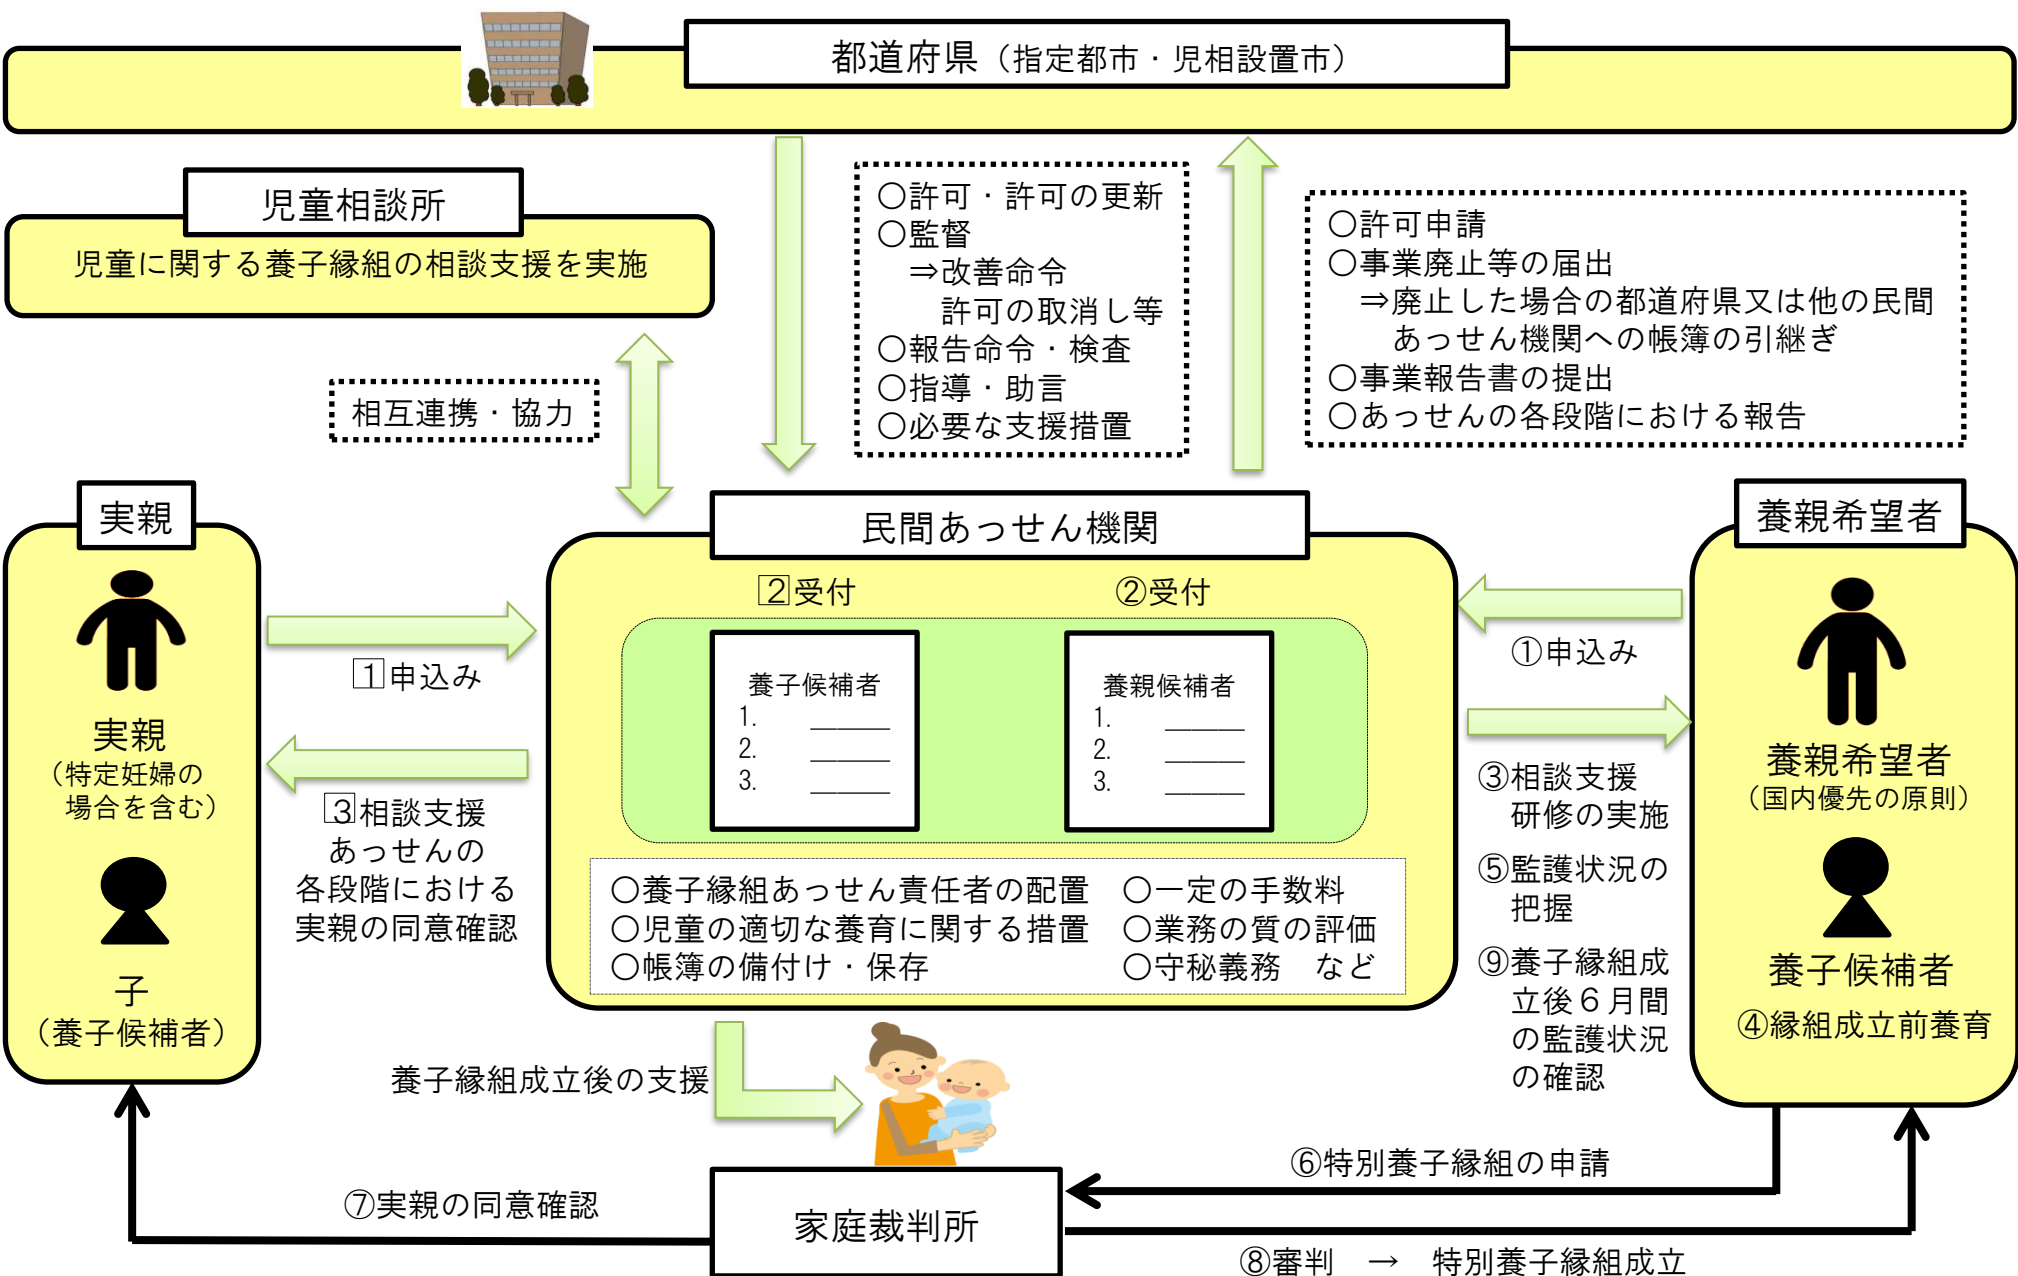 都道府県（指定都市・児相設置市）
児童相談所
児童に関する養子縁組の相談支援を実施
○許可・許可の更新
○監督
⇒改善命令
許可の取消し等
○報告命令・検査
○指導・助言
○必要な支援措置
○許可申請
○事業廃止等の届出
⇒廃止した場合の都道府県又は他の民間
あっせん機関への帳簿の引継ぎ
○事業報告書の提出
○あっせんの各段階における報告
相互連携・協力
実親
実親
（特定妊婦の
場合を含む）
子
（養子候補者）
1申込み
3相談支援
あっせんの
各段階における
実親の同意確認
民間あっせん機関
2受付
②受付
養子候補者
1. ______
2. ______
3. ______
養親候補者
1. ______
2. ______
3. ______
○養子縁組あっせん責任者の配置　○一定の手数料
○児童の適切な養育に関する措置　○業務の質の評価
○帳簿の備付け・保存　○守秘義務　など
①申込み
③相談支援
研修の実施
⑤監護状況の
把握
⑨養子縁組成
立後６月間
の監護状況
の確認
養親希望者
養親希望者
（国内優先の原則）
養子候補者
④縁組成立前養育
養子縁組成立後の支援
⑥特別養子縁組の申請
⑦実親の同意確認
家庭裁判所
⑧審判　→　特別養子縁組成立